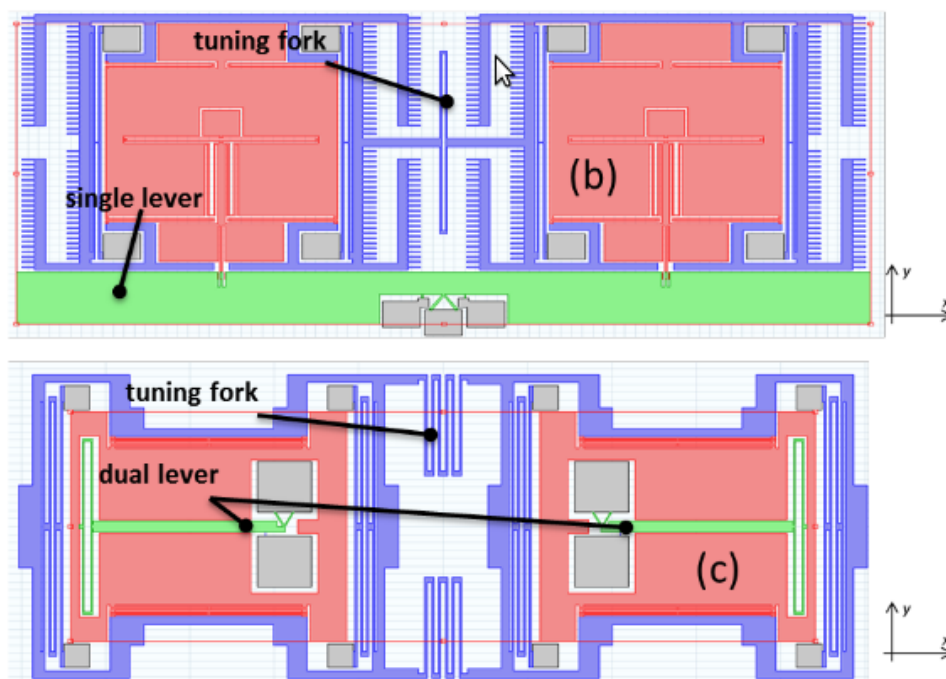 tuning fork
(b)
single lever
y
x
tuning fork
dual lever
(c)
y
x